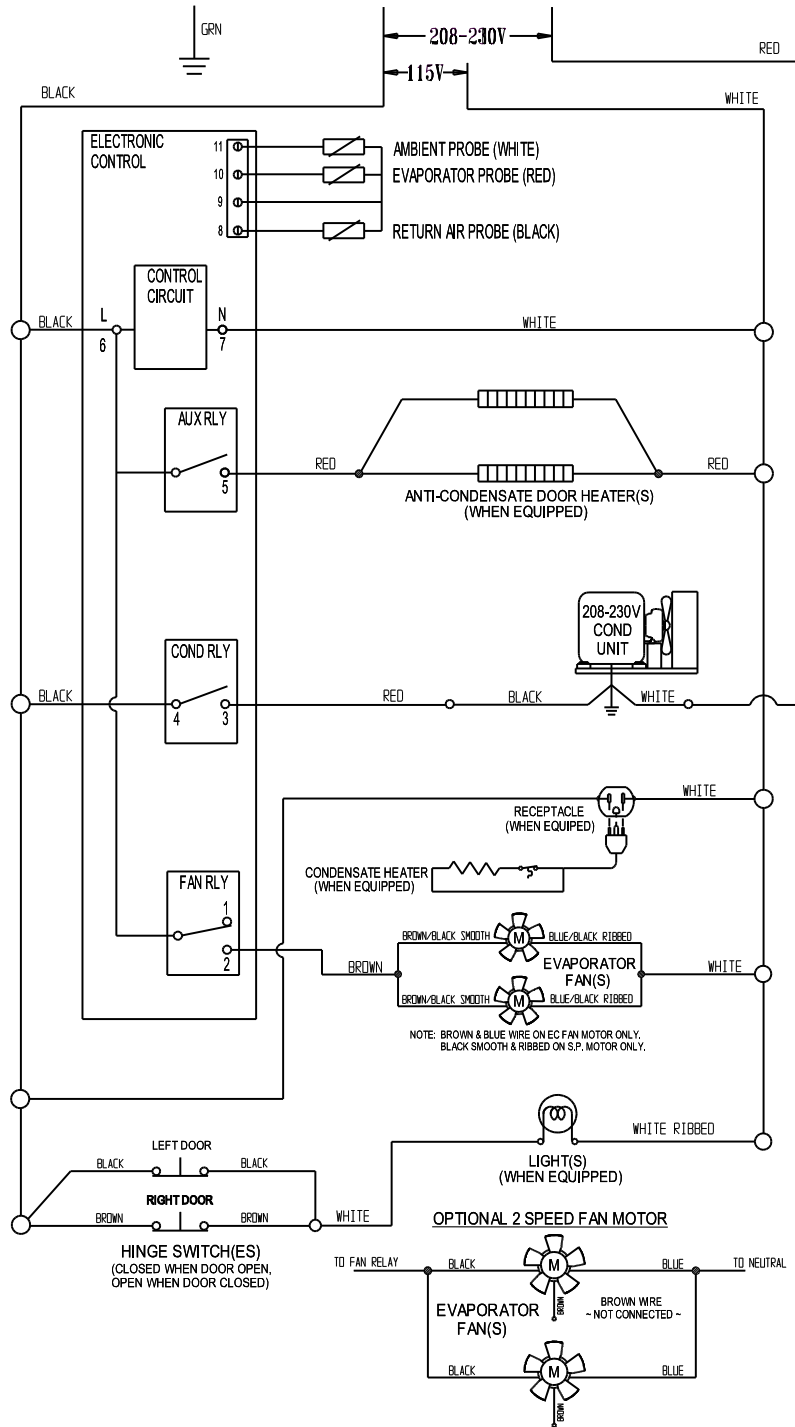 GRN
208-230V
RED
115V
BLACK
WHITE
ELECTRONIC
CONTROL
11
AMBIENT PROBE (WHITE)
10
EVAPORATOR PROBE (RED)
9
8
RETURN AIR PROBE (BLACK)
CONTROL
CIRCUIT
BLACK
L
N
WHITE
6
7
AUX RLY
RED
RED
5
ANTI-CONDENSATE DOOR HEATER(S)
(WHEN EQUIPPED)
208-230V
COND
UNIT
COND RLY
BLACK
RED
BLACK
WHITE
4
3
WHITE
RECEPTACLE
(WHEN EQUIPED)
CONDENSATE HEATER
(WHEN EQUIPPED)
FAN RLY
1
2
BROWN/BLACK SMOOTH
M
BLUE/BLACK RIBBED
BROWN
EVAPORATOR
FAN(S)
WHITE
BROWN/BLACK SMOOTH
M
BLUE/BLACK RIBBED
NOTE: BROWN & BLUE WIRE ON EC FAN MOTOR ONLY.
BLACK SMOOTH & RIBBED ON S.P. MOTOR ONLY.
WHITE RIBBED
LIGHT(S)
(WHEN EQUIPPED)
LEFT DOOR
BLACK
BLACK
RIGHT DOOR
BROWN
BROWN
WHITE
HINGE SWITCH(ES)
(CLOSED WHEN DOOR OPEN,
OPEN WHEN DOOR CLOSED)
OPTIONAL 2 SPEED FAN MOTOR
TO FAN RELAY
BLACK
M
BLUE
TO NEUTRAL
BROWN
BROWN WIRE
~ NOT CONNECTED ~
EVAPORATOR
FAN(S)
BLACK
M
BLUE
BROWN